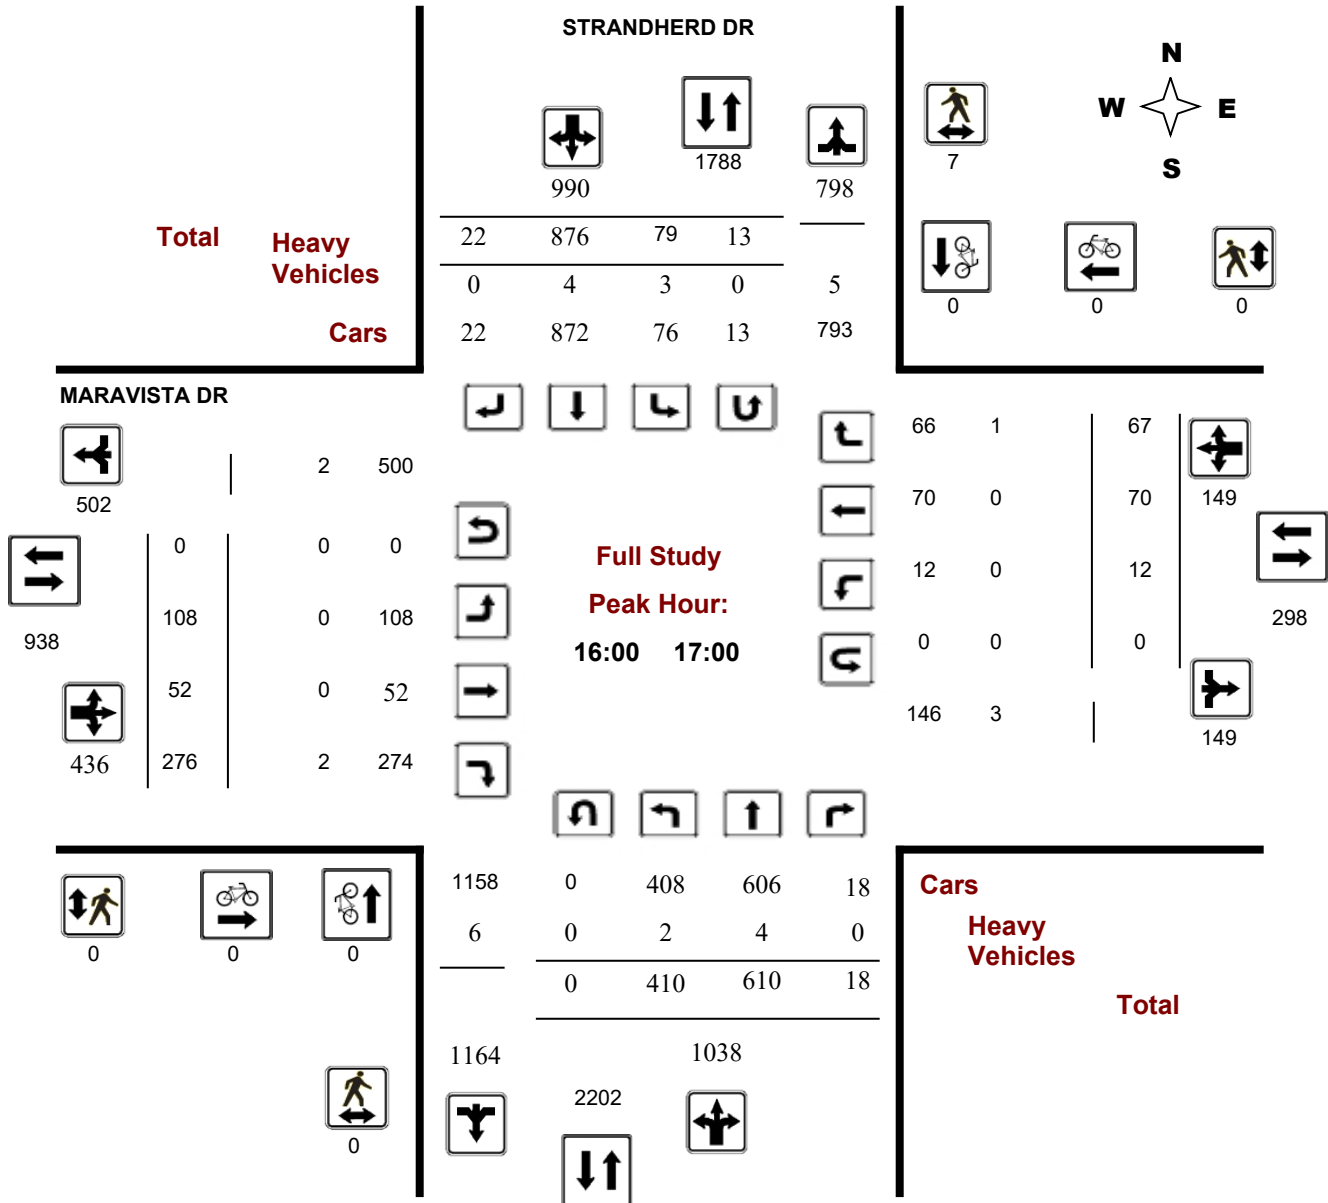 STRANDHERD DR
N
W E
S
990 1788 798 7
Total Heavy Vehicles Cars
22 876 79 13
0 4 3 0 5
22 872 76 13 793
0 0 0
MARAVISTA DR
502
2 500
0 0 0
938
108 0 108
52 0 52
436 276 2 274
Full Study
Peak Hour:
16:00 17:00
66 1 67
149
70 0 70
12 0 12
298
0 0 0
146 3
149
1158 0 408 606 18
6 0 2 4 0
0 410 610 18
1164 1038
2202
0 0 0
0
Cars
Heavy
Vehicles
Total